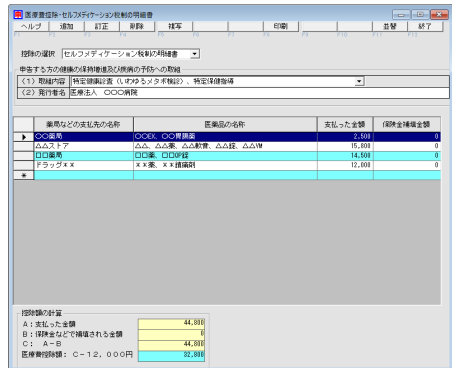 医療費控除・セルフメディケーション税制の明細書
ヘルプ 追加 訂正 削除 複写 印刷 並替 終了
控除の選択 セルフメディケーション税制の明細書
申告する方の健康の保持増進及び疾病の予防への取組
（１）取組内容 特定健康診査（いわゆるメタボ検診）、特定保健指導
（２）発行者名 医療法人 〇〇〇病院
薬局などの支払先の名称 医薬品の名称 支払った金額 保険金補填金額
〇〇薬局 〇〇EX、〇〇胃腸薬 2,500 0
△△ストア △△、△△薬、△△軟膏、△△錠、△△VM 15,800 0
□□薬局 □□薬、□□OP錠 14,500 0
ドラッグ×× ××薬、××鎮痛剤 12,000 0
控除額の計算
A：支払った金額 44,800
B：保険金などで補填される金額 0
C： A－B 44,800
医療費控除額： C－１２，０００円 32,800